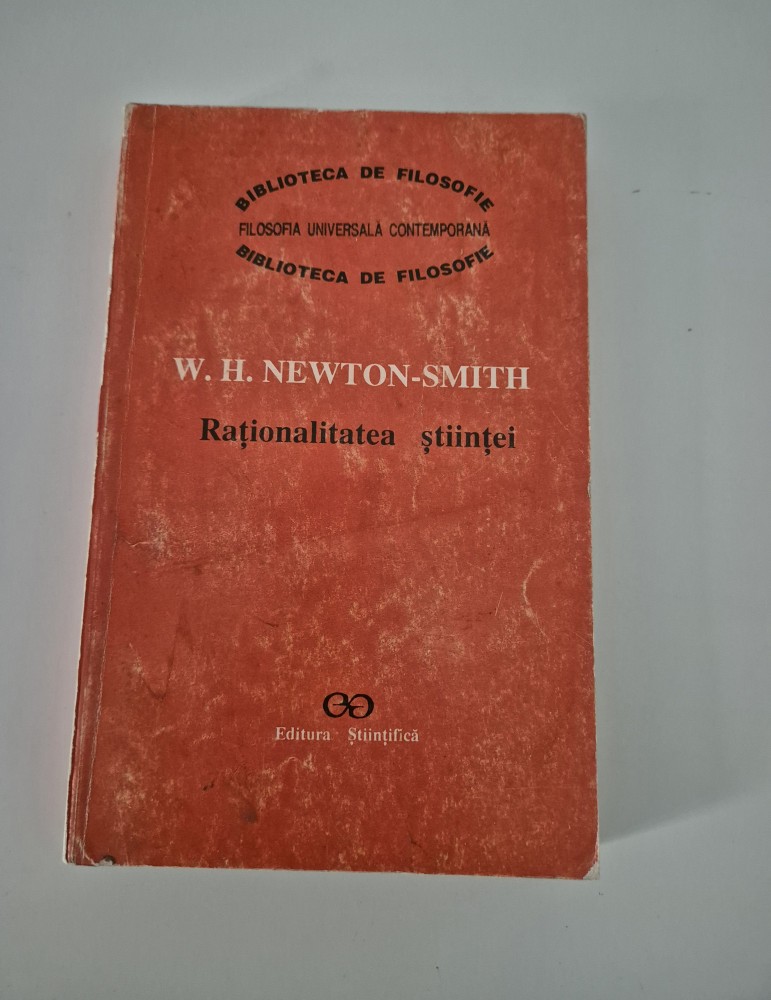 BIBLIOTECA DE FILOSOFIE
FILOSOFIA UNIVERSALĂ CONTEMPORANĂ
BIBLIOTECA DE FILOSOFIE
W. H. NEWTON-SMITH
Raţionalitatea ştiinţei
Editura Ştiinţifică